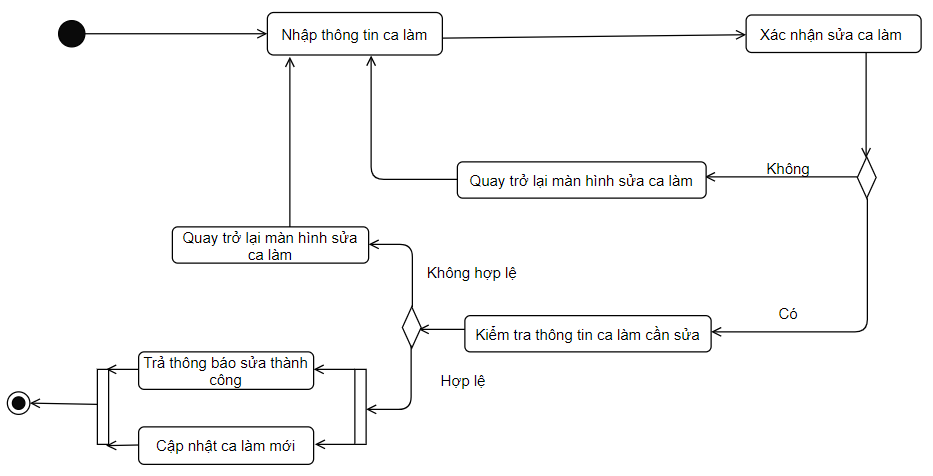 Nhập thông tin ca làm
Xác nhận sửa ca làm
Không
Quay trở lại màn hình sửa ca làm
Quay trở lại màn hình sửa
ca làm
Không hợp lệ
Có
Kiểm tra thông tin ca làm cần sửa
Trả thông báo sửa thành
công
Hợp lệ
Cập nhật ca làm mới